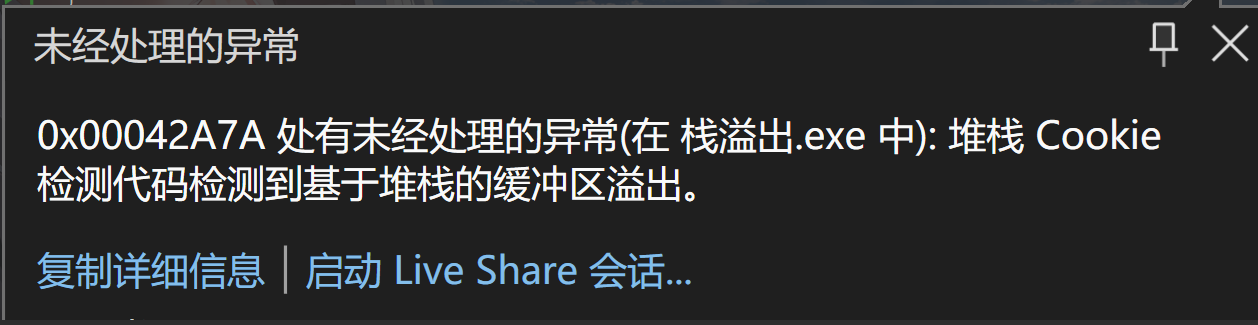 未经处理的异常
0x00042A7A 处有未经处理的异常(在 栈溢出.exe 中): 堆栈 Cookie
检测代码检测到基于堆栈的缓冲区溢出。
复制详细信息 | 启动 Live Share 会话...